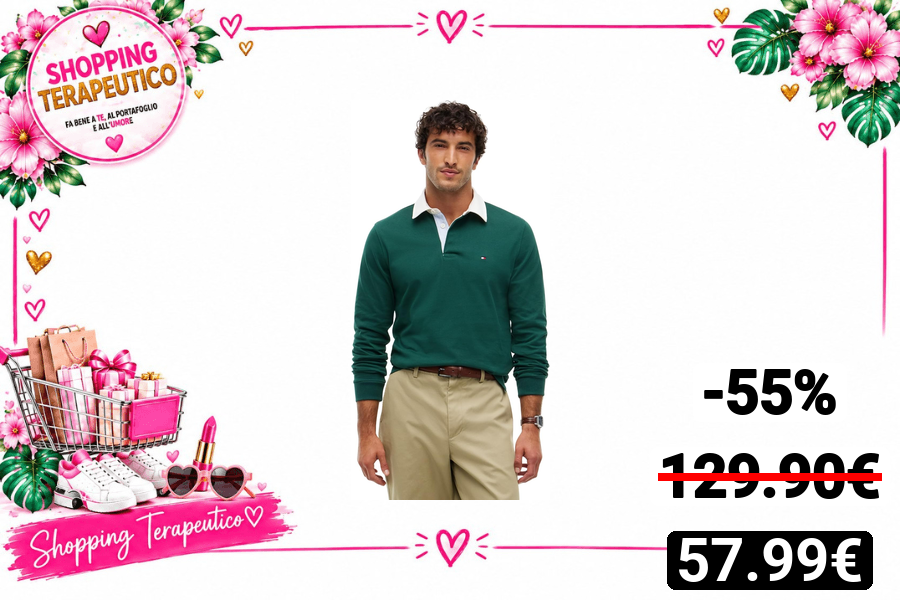 SHOPPING
TERAPEUTICO
FA BENE A TE, AL PORTAFOGLIO
E ALL'UMORE
-55%
129.90€
57.99€
Shopping Terapeutico